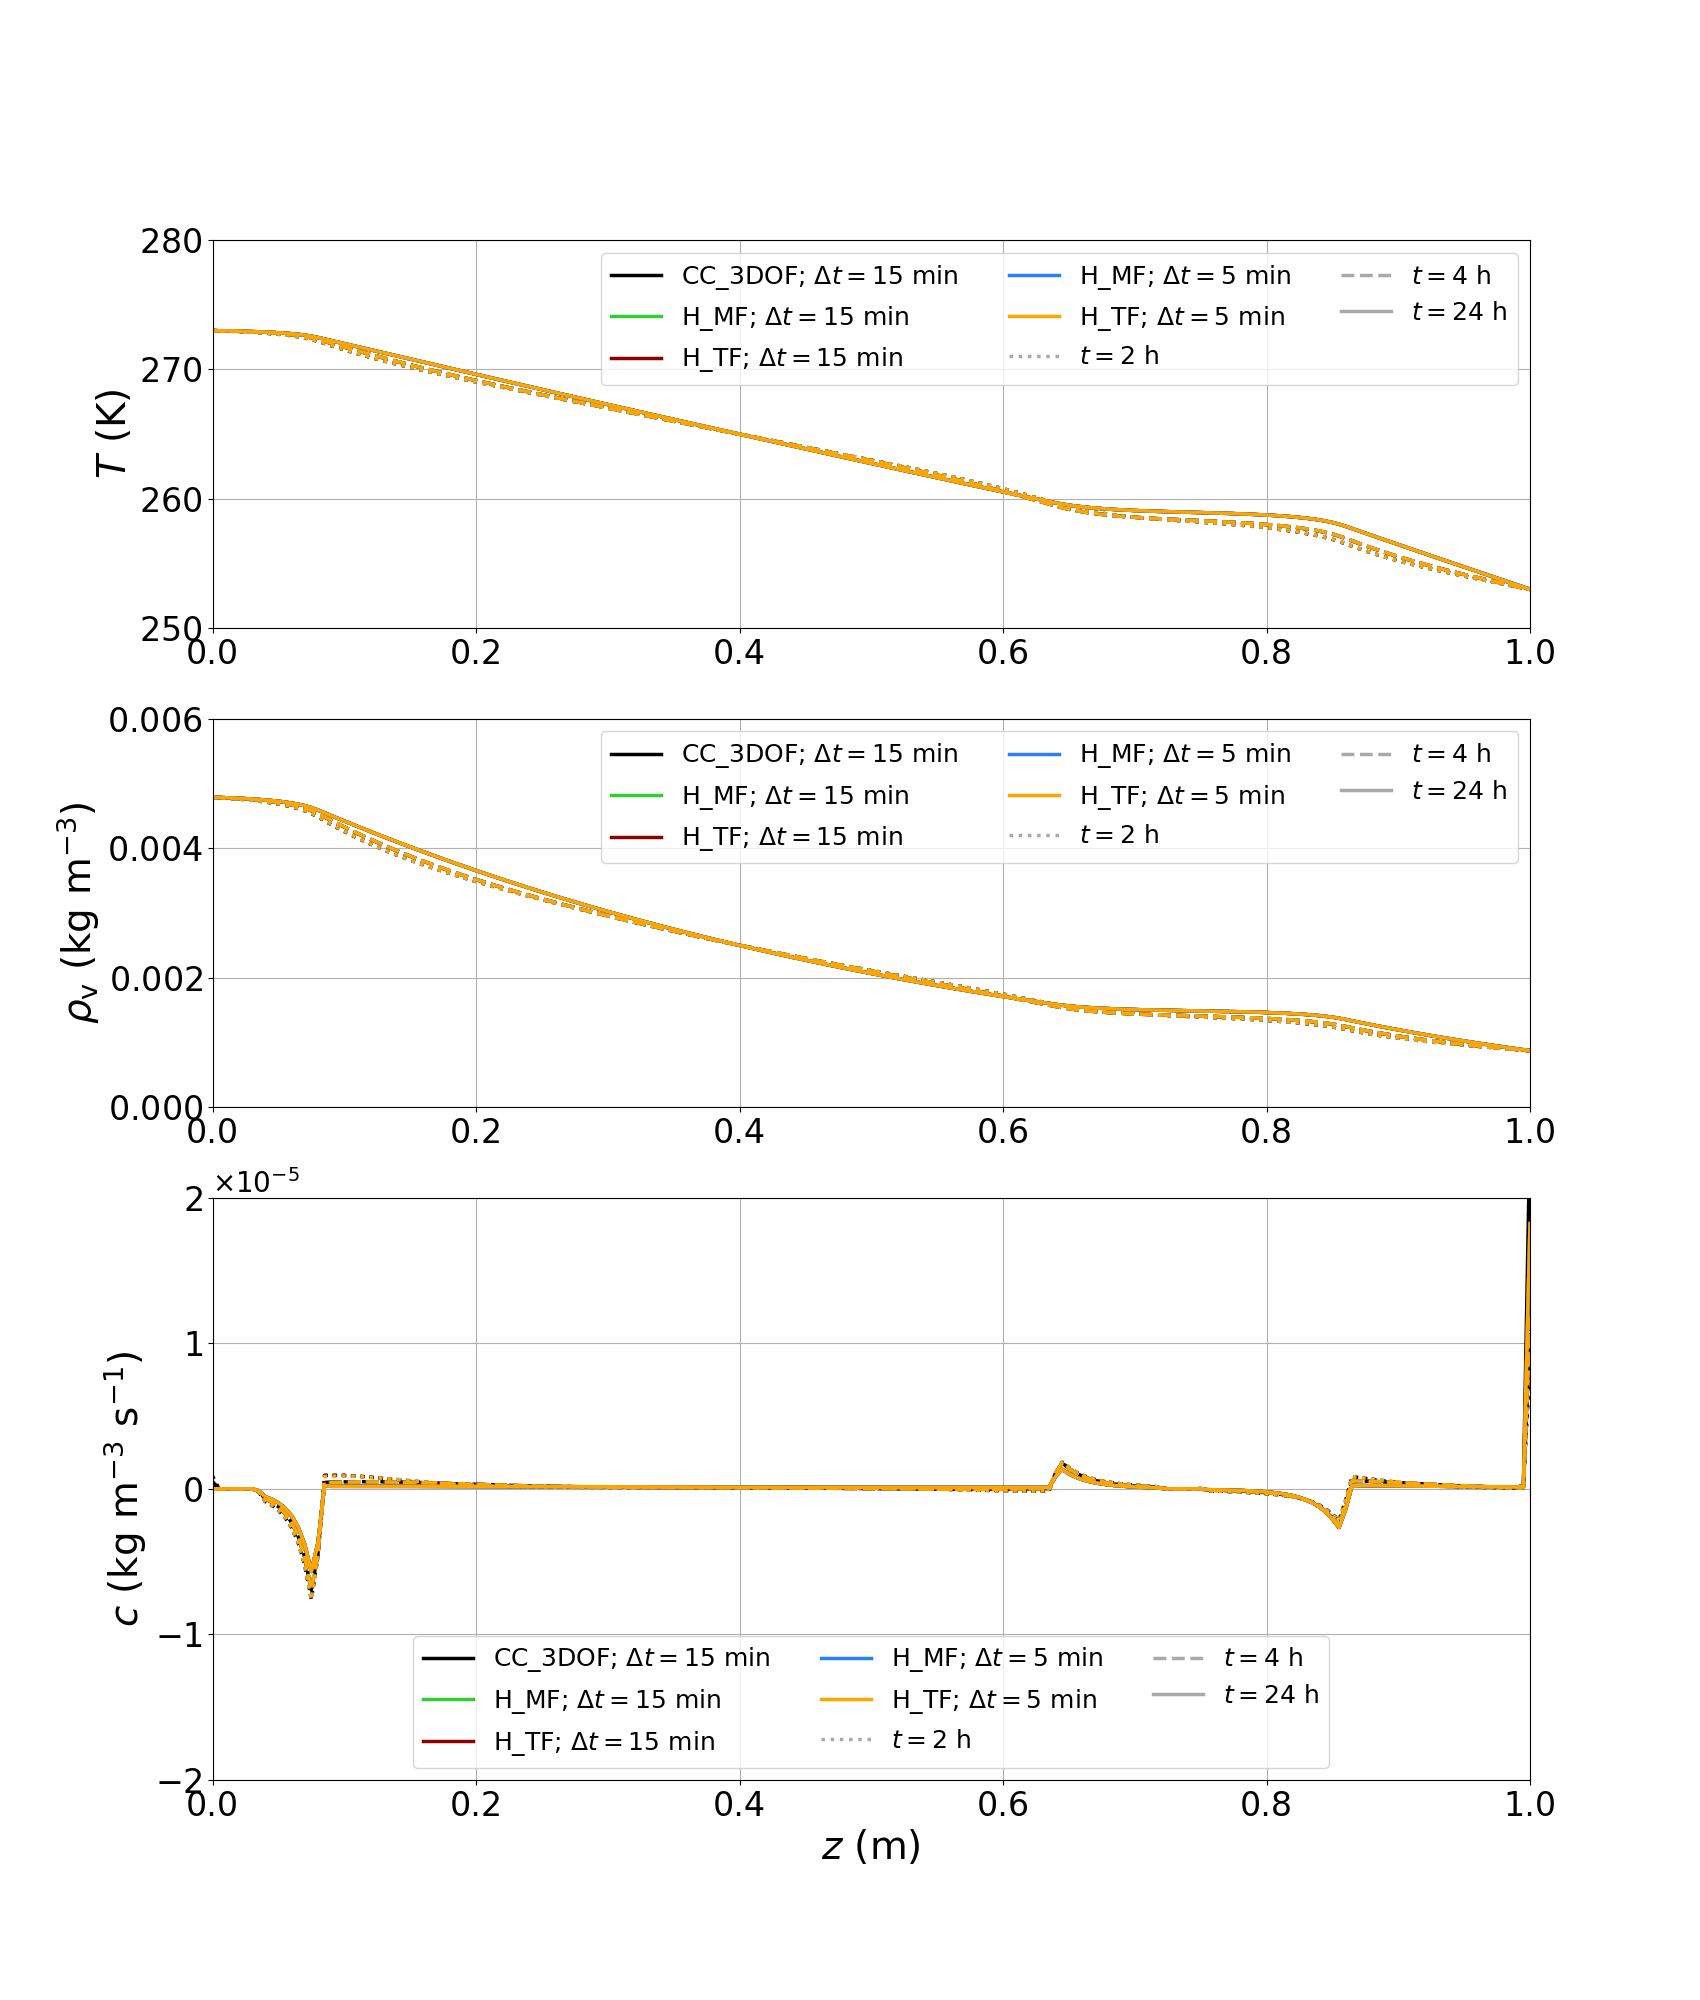 280
270
260
250
T (K)
CC_3DOF; Δt = 15 min
H_MF; Δt = 15 min
H_TF; Δt = 15 min
H_MF; Δt = 5 min
H_TF; Δt = 5 min
t = 2 h
t = 4 h
t = 24 h
0.0 0.2 0.4 0.6 0.8 1.0
0.006
0.004
0.002
0.000
ρᵥ (kg m⁻³)
CC_3DOF; Δt = 15 min
H_MF; Δt = 15 min
H_TF; Δt = 15 min
H_MF; Δt = 5 min
H_TF; Δt = 5 min
t = 2 h
t = 4 h
t = 24 h
0.0 0.2 0.4 0.6 0.8 1.0
×10⁻⁵
2
1
0
−1
−2
c (kg m⁻³ s⁻¹)
CC_3DOF; Δt = 15 min
H_MF; Δt = 15 min
H_TF; Δt = 15 min
H_MF; Δt = 5 min
H_TF; Δt = 5 min
t = 2 h
t = 4 h
t = 24 h
0.0 0.2 0.4 0.6 0.8 1.0
z (m)